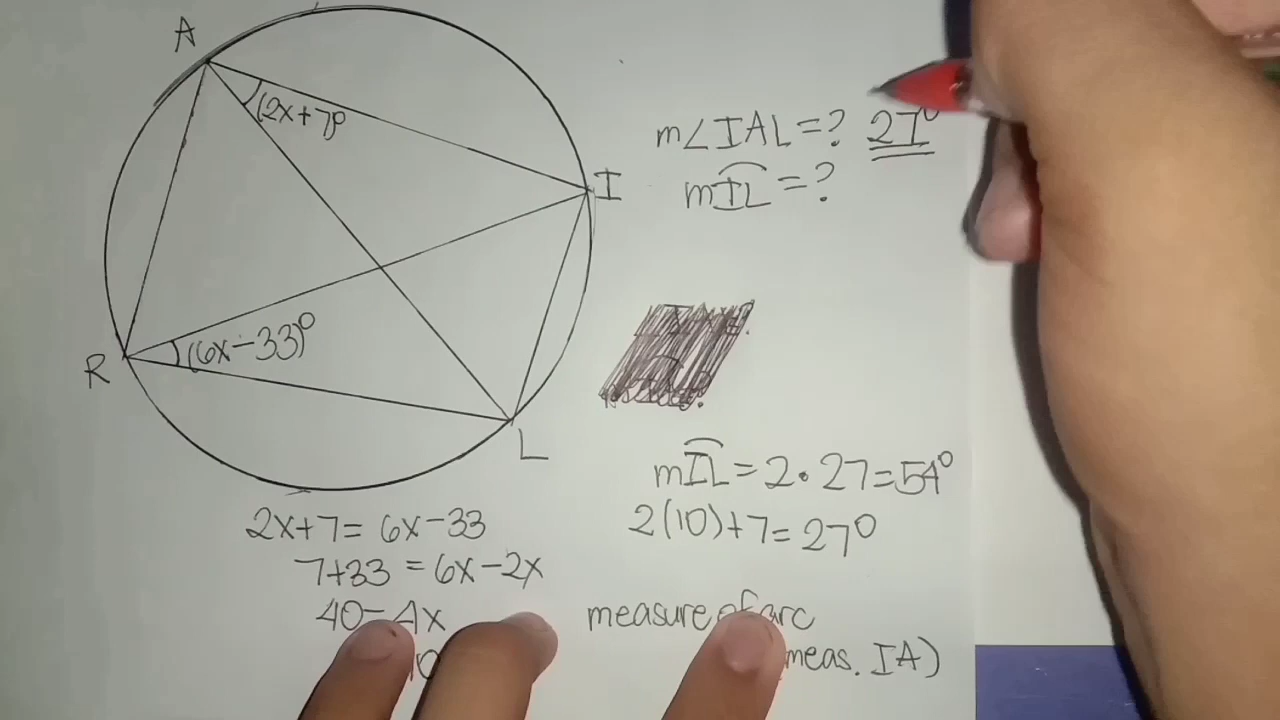 A
(2x+7)°
I
(6x-33)°
R
L
m∠IAL=? 2I°
mIL=?
mIL=2•27=54°
2(10)+7=27°
2x+7= 6x-33
7+33 = 6x-2x
40=4x
measure of arc
(meas. IA)